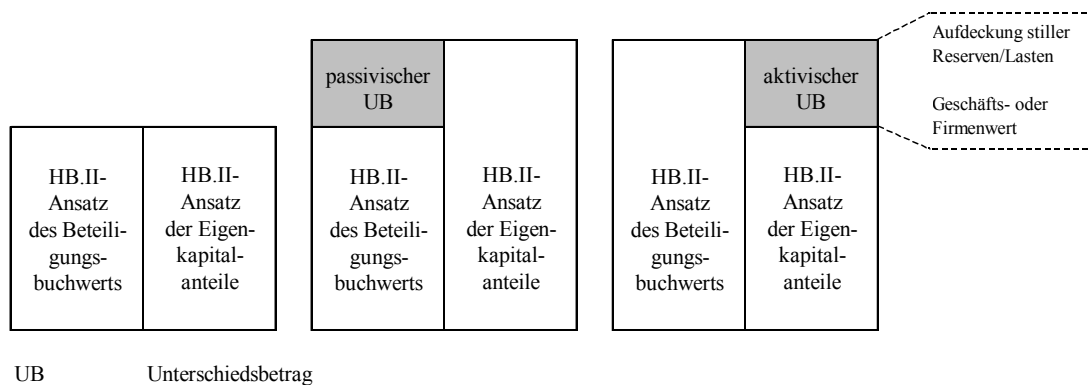 Aufdeckung stiller
Reserven/Lasten
Geschäfts- oder
Firmenwert
passivischer
UB
aktivischer
UB
HB.II-
Ansatz
des Beteili-
gungs-
buchwerts
HB.II-
Ansatz
der Eigen-
kapital-
anteile
HB.II-
Ansatz
des Beteili-
gungs-
buchwerts
HB.II-
Ansatz
der Eigen-
kapital-
anteile
HB.II-
Ansatz
des Beteili-
gungs-
buchwerts
HB.II-
Ansatz
der Eigen-
kapital-
anteile
UB Unterschiedsbetrag